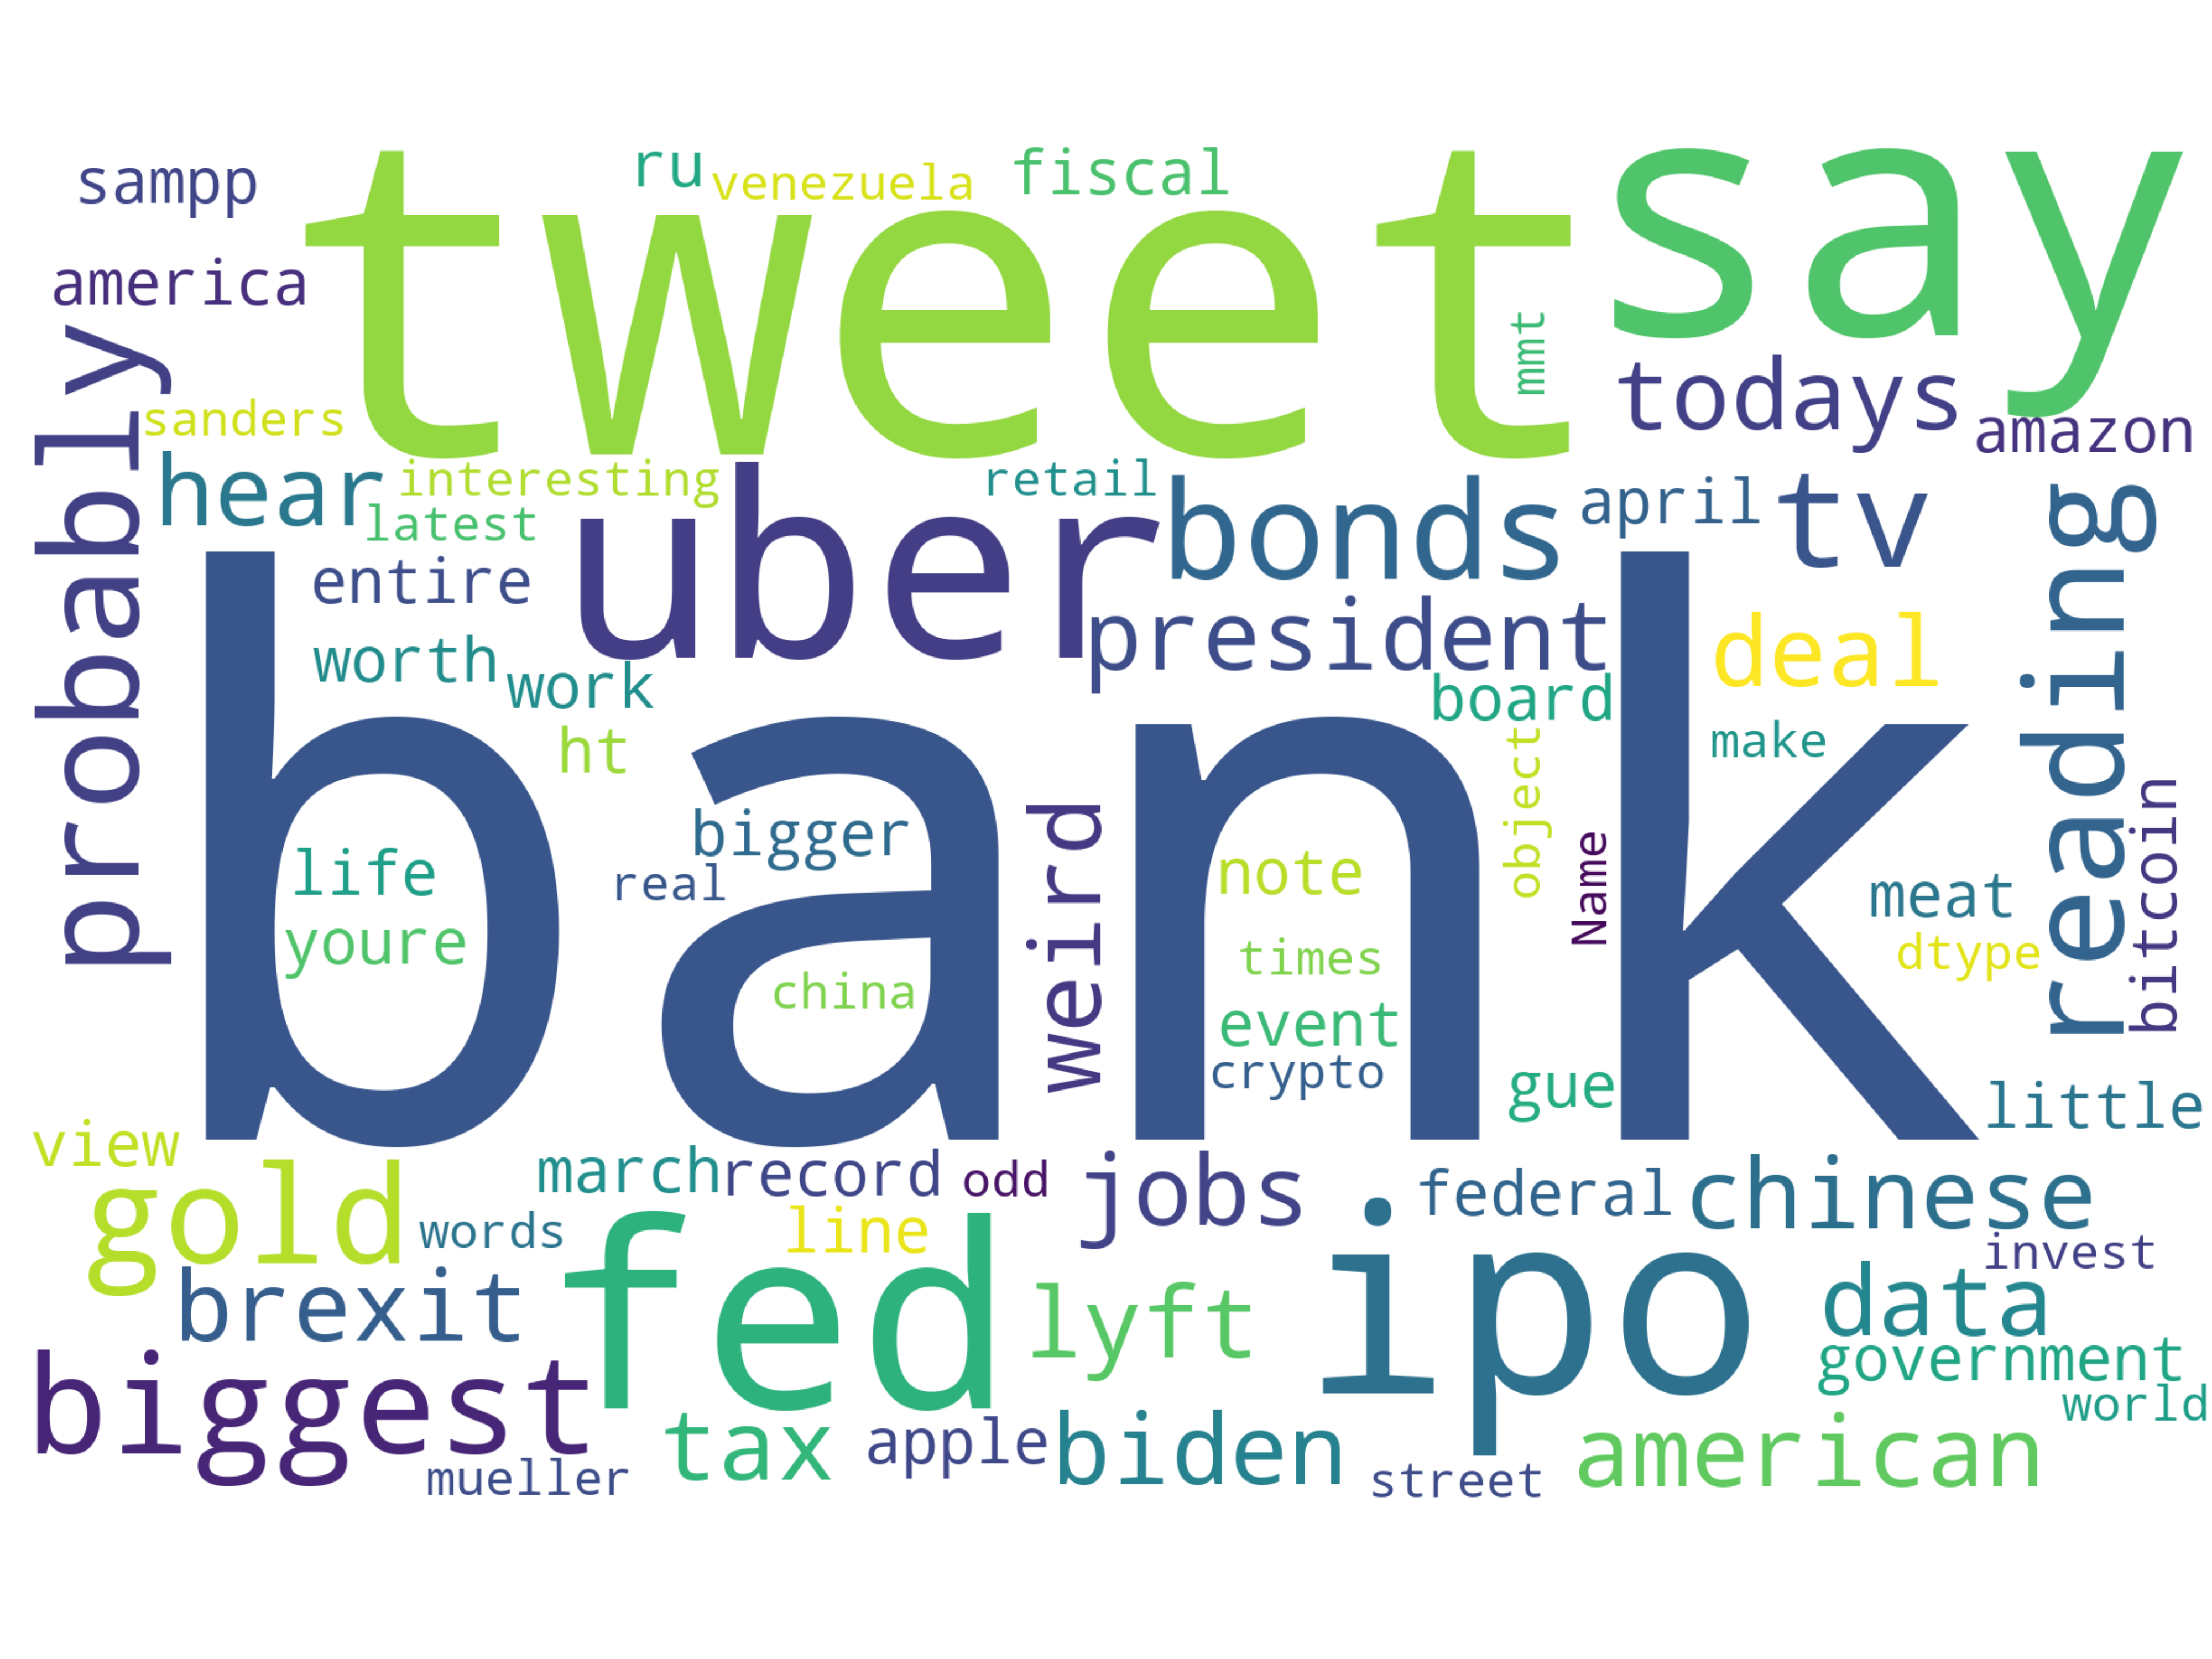 tweet
say
sampp
ru
venezuela
fiscal
america
mmt
todays
amazon
probably
sanders
hear
interesting
latest
uber
retail
bonds
april
tv
reading
entire
president
deal
worth
work
board
bank
ht
object
make
bigger
weird
bitcoin
life
real
note
Name
meat
youre
times
dtype
china
event
crypto
gue
little
view
march
record
odd
jobs
federal
chinese
gold
words
line
fed
ipo
invest
brexit
lyft
data
government
biggest
world
tax
apple
biden
american
mueller
street